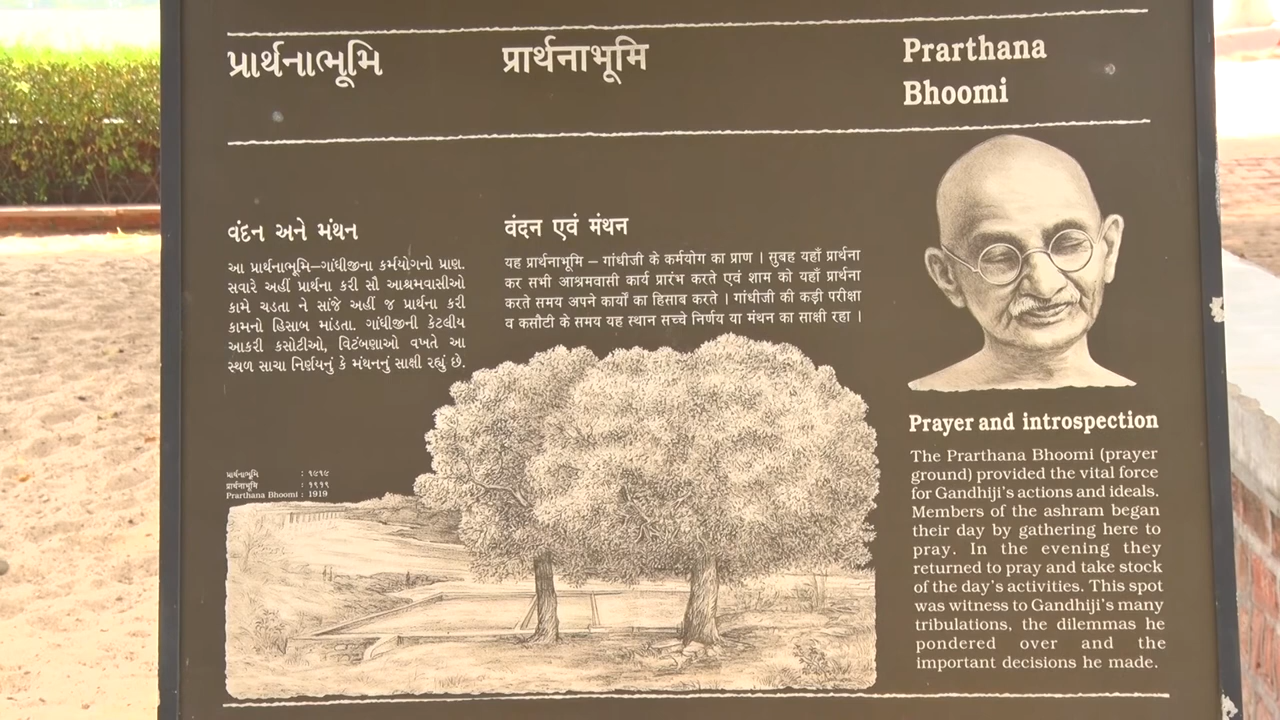 પ્રાર્થનાભૂમિ
प्रार्थनाभूमि
Prarthana
Bhoomi
વંદન અને મંથન
આ પ્રાર્થનાભૂમિ–ગાંધીજીના કર્મયોગનો પ્રાણ.
સવારે અહીં પ્રાર્થના કરી સૌ આશ્રમવાસીઓ
કામે ચડતા ને સાંજે અહીં જ પ્રાર્થના કરી
કામનો હિસાબ માંડતા. ગાંધીજીની કેટલીય
આકરી કસોટીઓ, વિટંબણાઓ વખતે આ
સ્થળ સાચા નિર્ણયનું કે મંથનનું સાક્ષી રહ્યું છે.
वंदन एवं मंथन
यह प्रार्थनाभूमि – गांधीजी के कर्मयोग का प्राण । सुबह यहाँ प्रार्थना
कर सभी आश्रमवासी कार्य प्रारंभ करते एवं शाम को यहाँ प्रार्थना
करते समय अपने कार्यों का हिसाब करते । गांधीजी की कड़ी परीक्षा
व कसौटी के समय यह स्थान सच्चे निर्णय या मंथन का साक्षी रहा ।
પ્રાર્થનાભૂમિ : ૧૯૧૯
प्रार्थनाभूमि : १९१९
Prarthana Bhoomi : 1919
Prayer and introspection
The Prarthana Bhoomi (prayer
ground) provided the vital force
for Gandhiji's actions and ideals.
Members of the ashram began
their day by gathering here to
pray. In the evening they
returned to pray and take stock
of the day's activities. This spot
was witness to Gandhiji's many
tribulations, the dilemmas he
pondered over and the
important decisions he made.